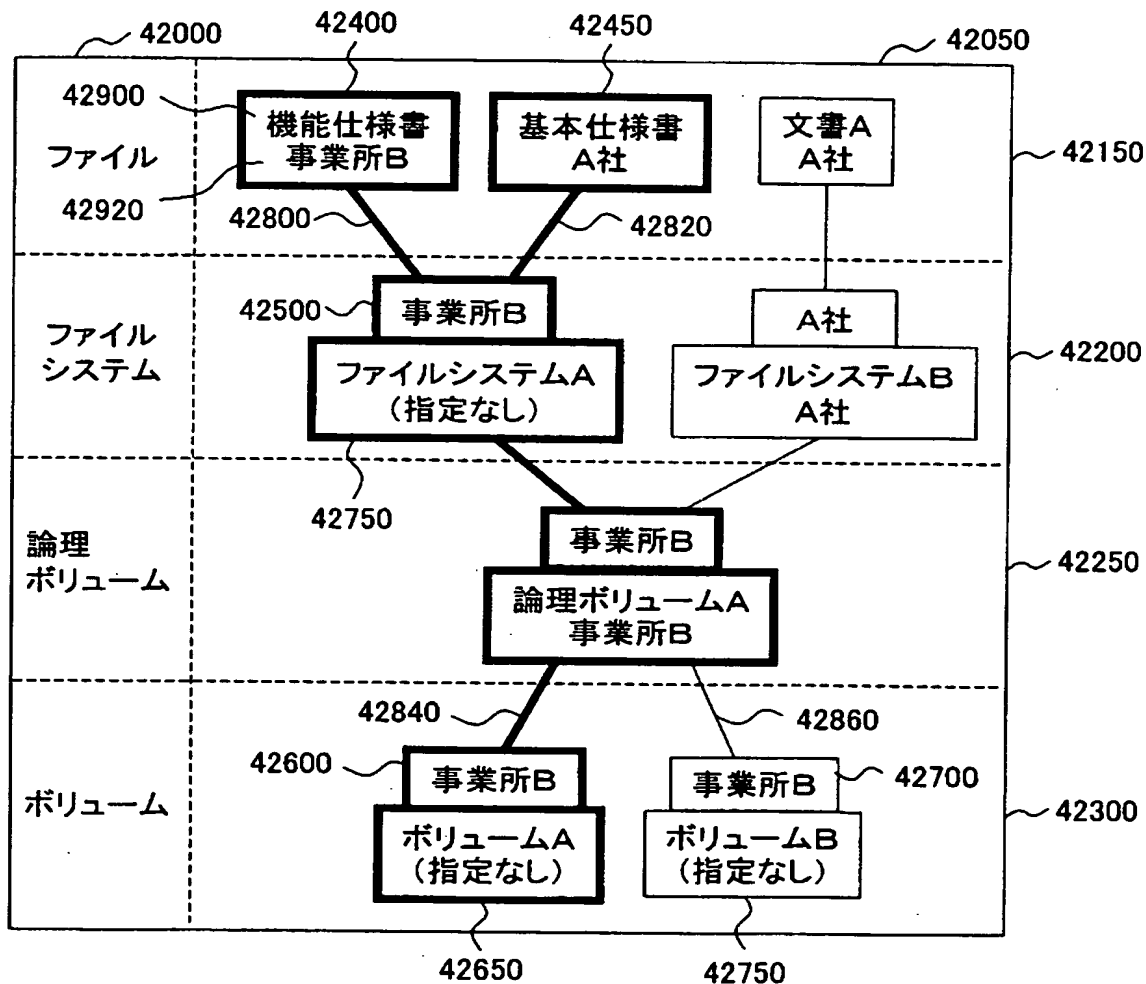 42000
42400
42450
42050
42900
機能仕様書
事業所B
基本仕様書
A社
文書A
A社
ファイル
42150
42920
42800
42820
42500
事業所B
A社
ファイル
システム
ファイルシステムA
(指定なし)
ファイルシステムB
A社
42200
42750
事業所B
論理
ボリューム
論理ボリュームA
事業所B
42250
42840
42860
42600
事業所B
事業所B
42700
ボリューム
ボリュームA
(指定なし)
ボリュームB
(指定なし)
42300
42650
42750